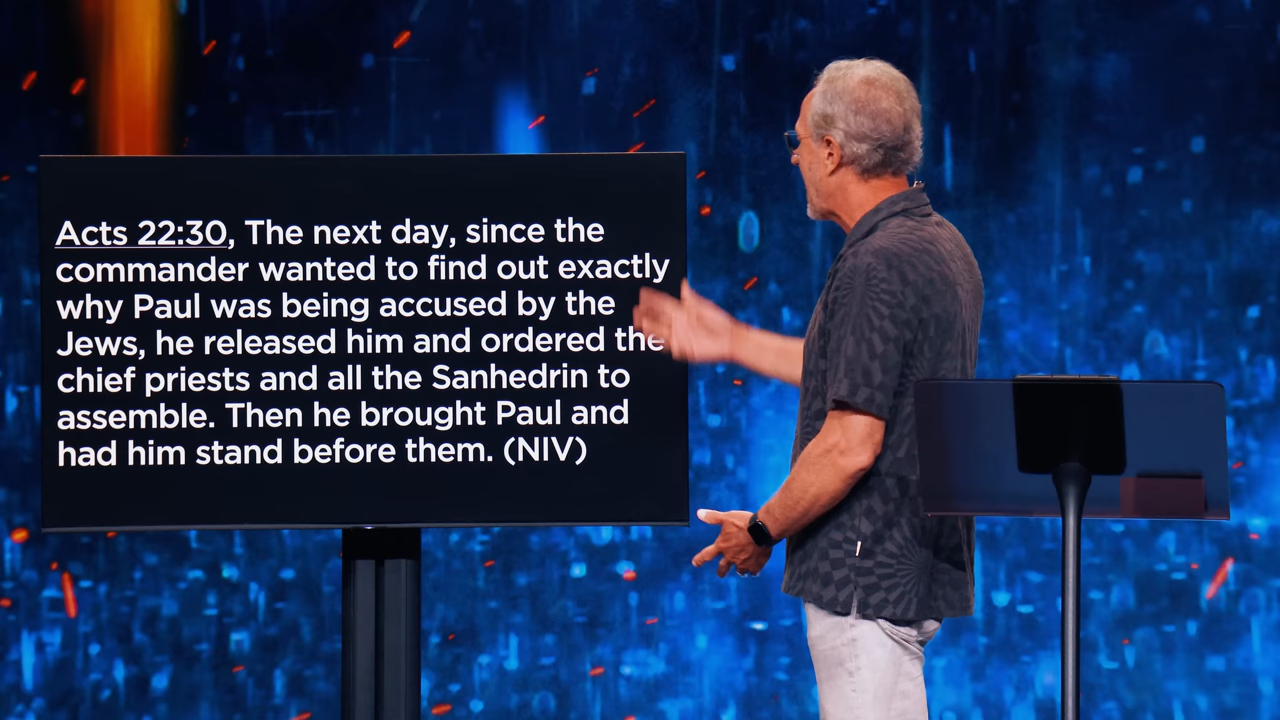 Acts 22:30, The next day, since the
commander wanted to find out exactly
why Paul was being accused by the
Jews, he released him and ordered the
chief priests and all the Sanhedrin to
assemble. Then he brought Paul and
had him stand before them. (NIV)